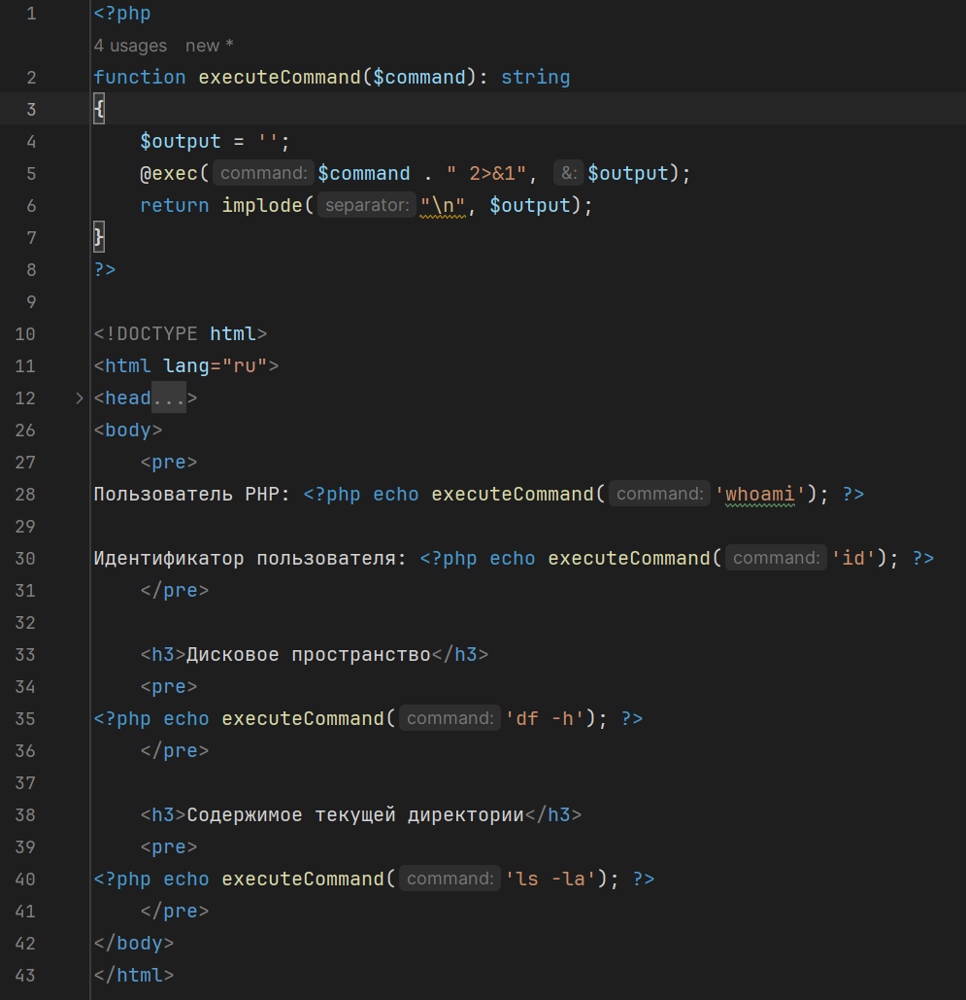 1 <?php
4 usages new *
2 function executeCommand($command): string
3 {
4 $output = '';
5 @exec( command: $command . " 2>&1", &: $output);
6 return implode( separator: "\n", $output);
7 }
8 ?>
9
10 <!DOCTYPE html>
11 <html lang="ru">
12 <head...>
26 <body>
27 <pre>
28 Пользователь PHP: <?php echo executeCommand( command: 'whoami'); ?>
29
30 Идентификатор пользователя: <?php echo executeCommand( command: 'id'); ?>
31 </pre>
32
33 <h3>Дисковое пространство</h3>
34 <pre>
35 <?php echo executeCommand( command: 'df -h'); ?>
36 </pre>
37
38 <h3>Содержимое текущей директории</h3>
39 <pre>
40 <?php echo executeCommand( command: 'ls -la'); ?>
41 </pre>
42 </body>
43 </html>